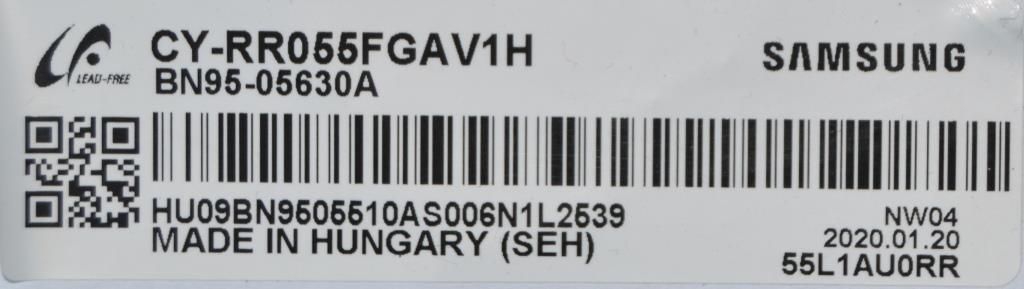 LEAD-FREE
CY-RR055FGAV1H
SAMSUNG
BN95-05630A
HU09BN9505510AS006N1L2539
NW04
MADE IN HUNGARY (SEH)
2020.01.20
55L1AU0RR